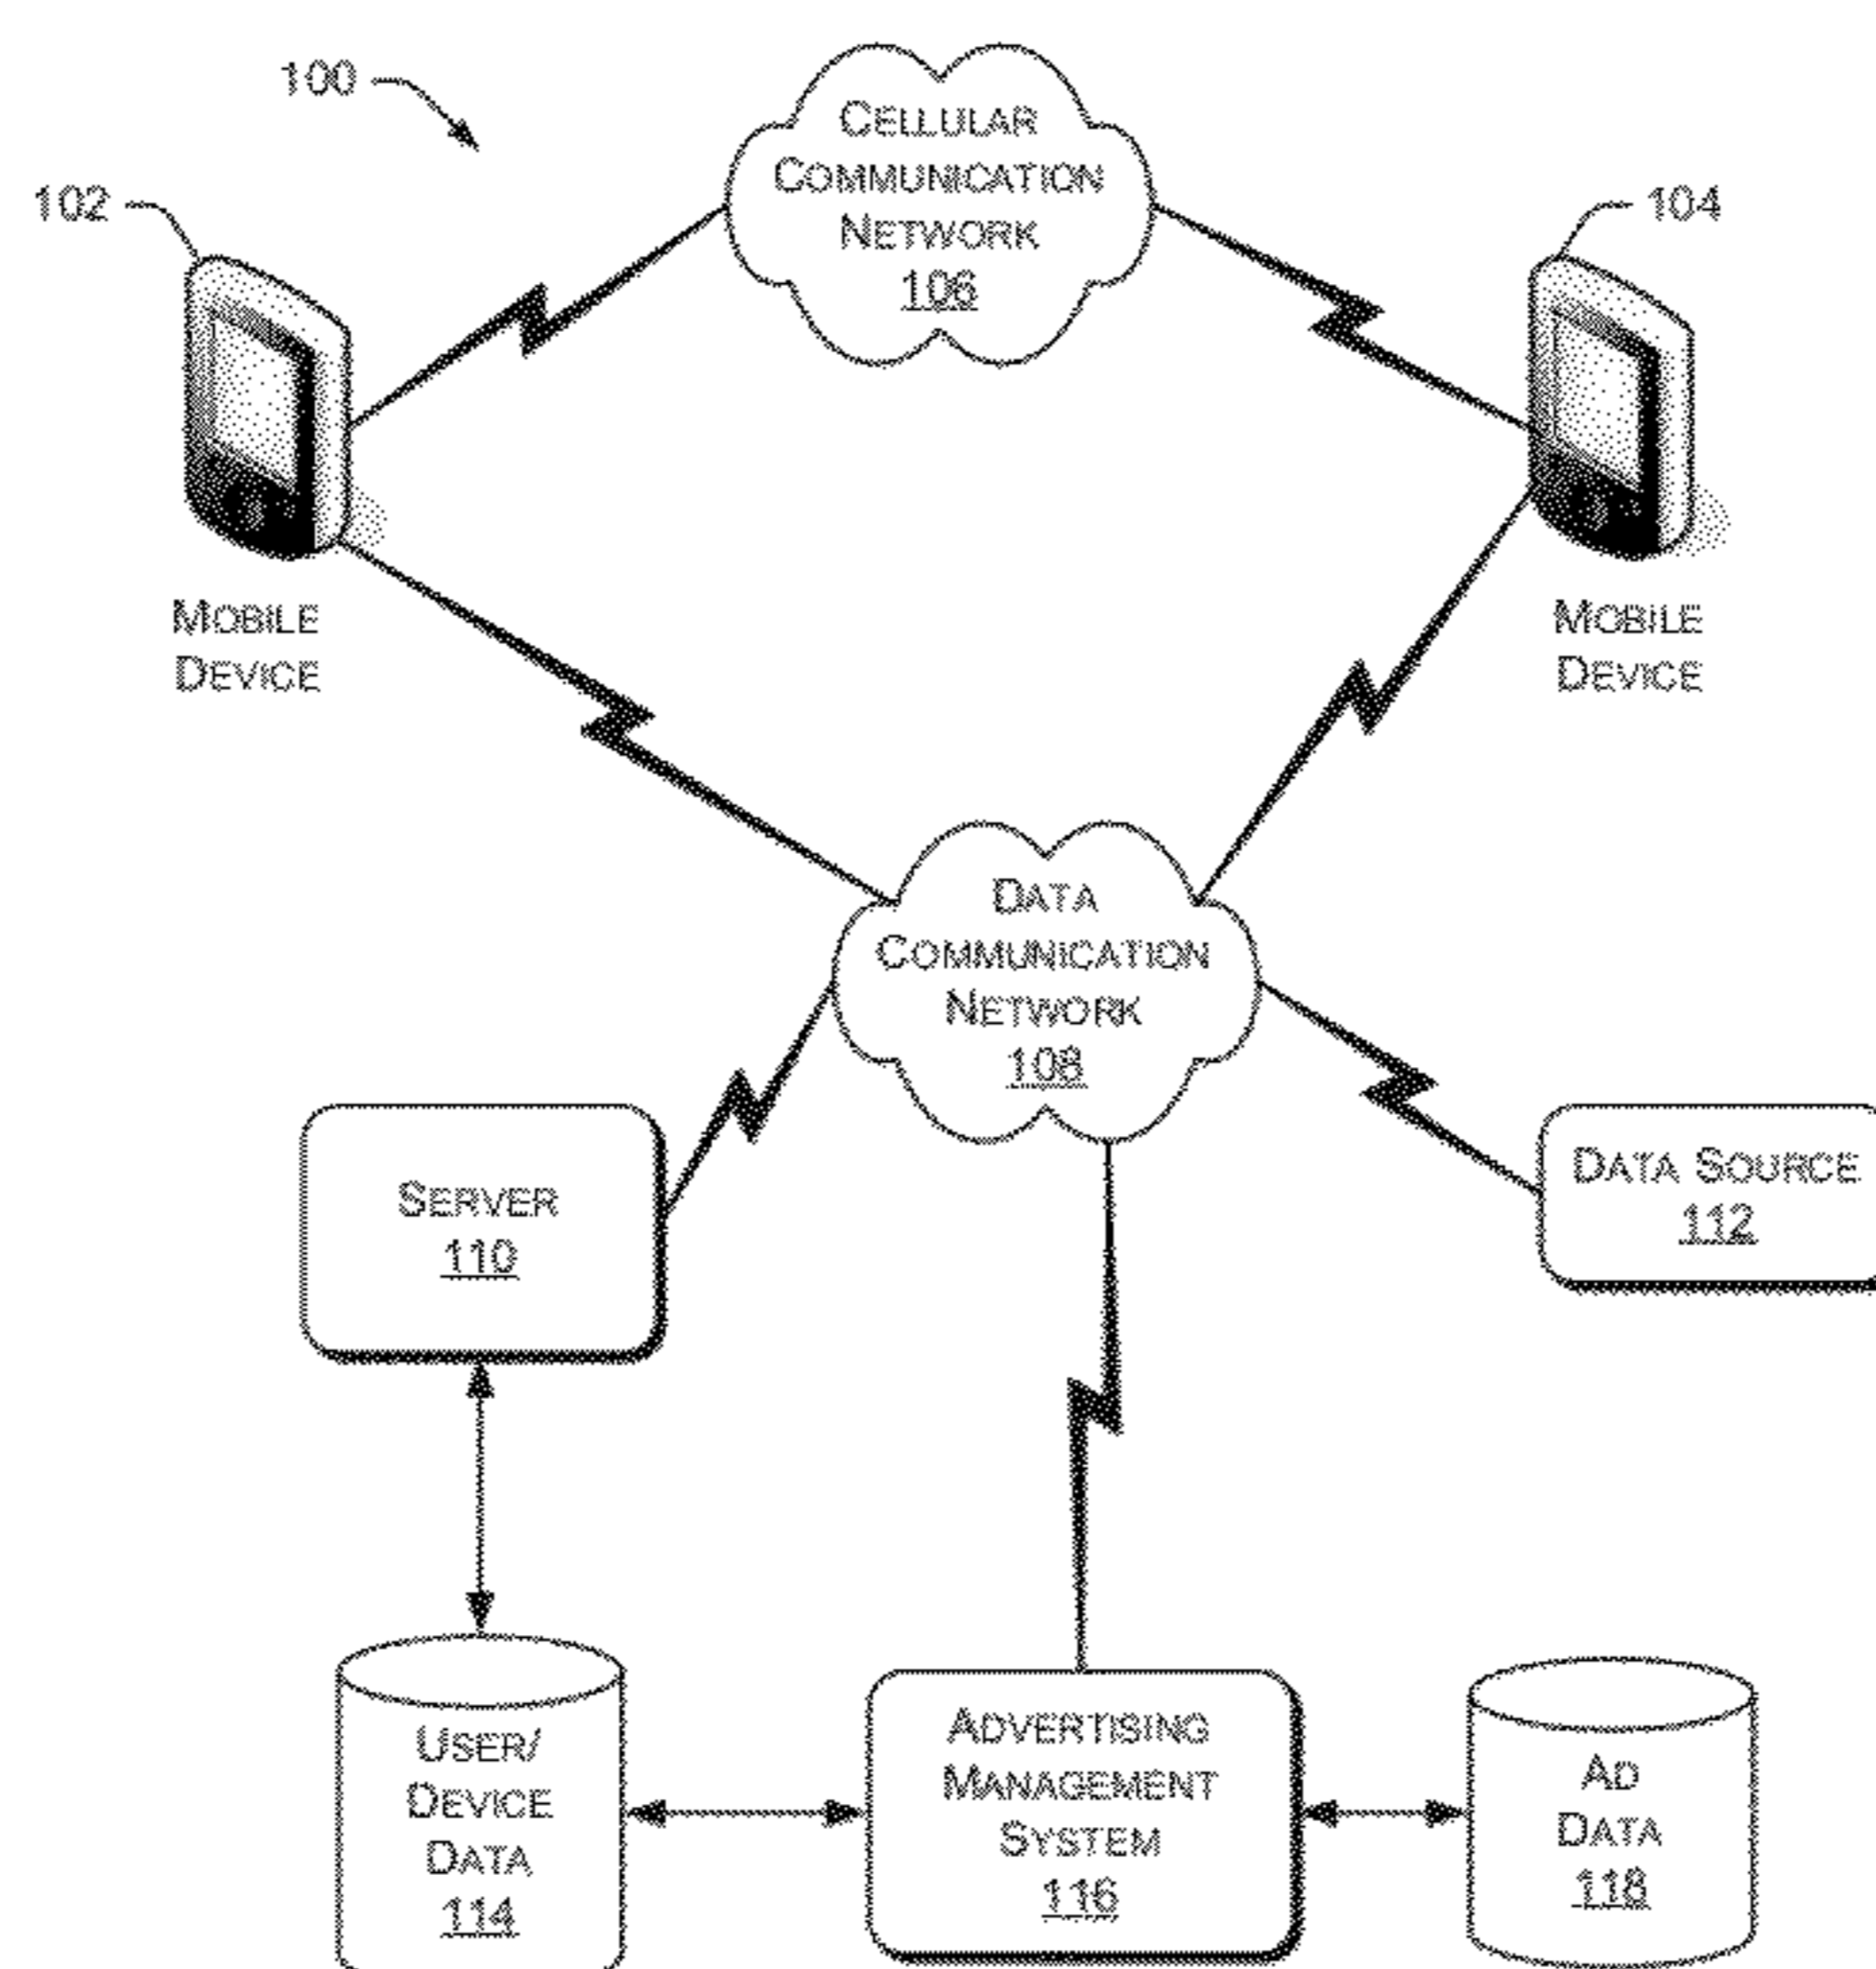 100
CELLULAR
COMMUNICATION
NETWORK
106
102
104
MOBILE
DEVICE
MOBILE
DEVICE
DATA
COMMUNICATION
NETWORK
108
SERVER
110
DATA SOURCE
112
USER/
DEVICE
DATA
114
ADVERTISING
MANAGEMENT
SYSTEM
116
AD
DATA
118